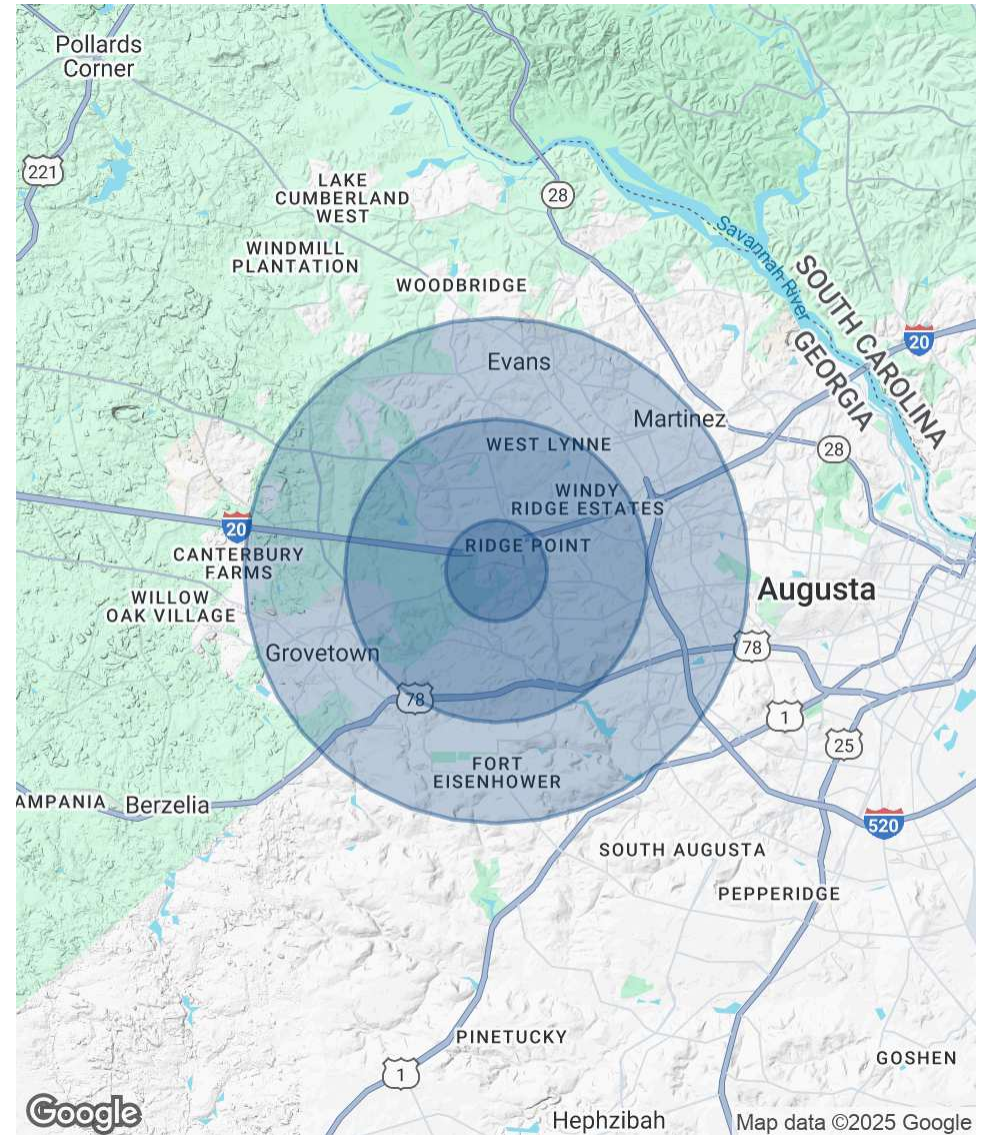 Pollards
Corner
221
LAKE
CUMBERLAND
WEST
28
WINDMILL
PLANTATION
Savannah River
SOUTH CAROLINA
GEORGIA
WOODBRIDGE
20
Evans
Martinez
WEST LYNNE
28
WINDY
RIDGE ESTATES
20
RIDGE POINT
CANTERBURY
FARMS
WILLOW
OAK VILLAGE
Augusta
Grovetown
78
78
1
25
FORT
EISENHOWER
AMPANIA
Berzelia
520
SOUTH AUGUSTA
PEPPERIDGE
PINETUCKY
GOSHEN
1
Google
Hephzibah
Map data ©2025 Google